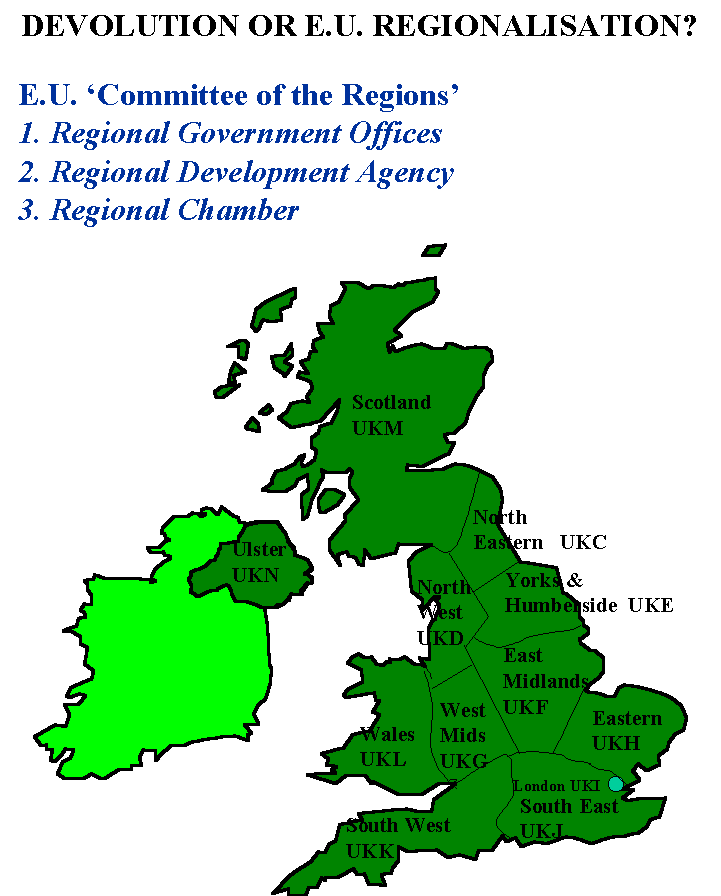 DEVOLUTION OR E.U. REGIONALISATION?
E.U. ‘Committee of the Regions’
1. Regional Government Offices
2. Regional Development Agency
3. Regional Chamber
Scotland
UKM
North
Eastern UKC
Ulster
UKN
North
West
UKD
Yorks &
Humberside UKE
East
Midlands
UKF
West
Mids
UKG
Eastern
UKH
Wales
UKL
London UKI
South East
UKJ
South West
UKK